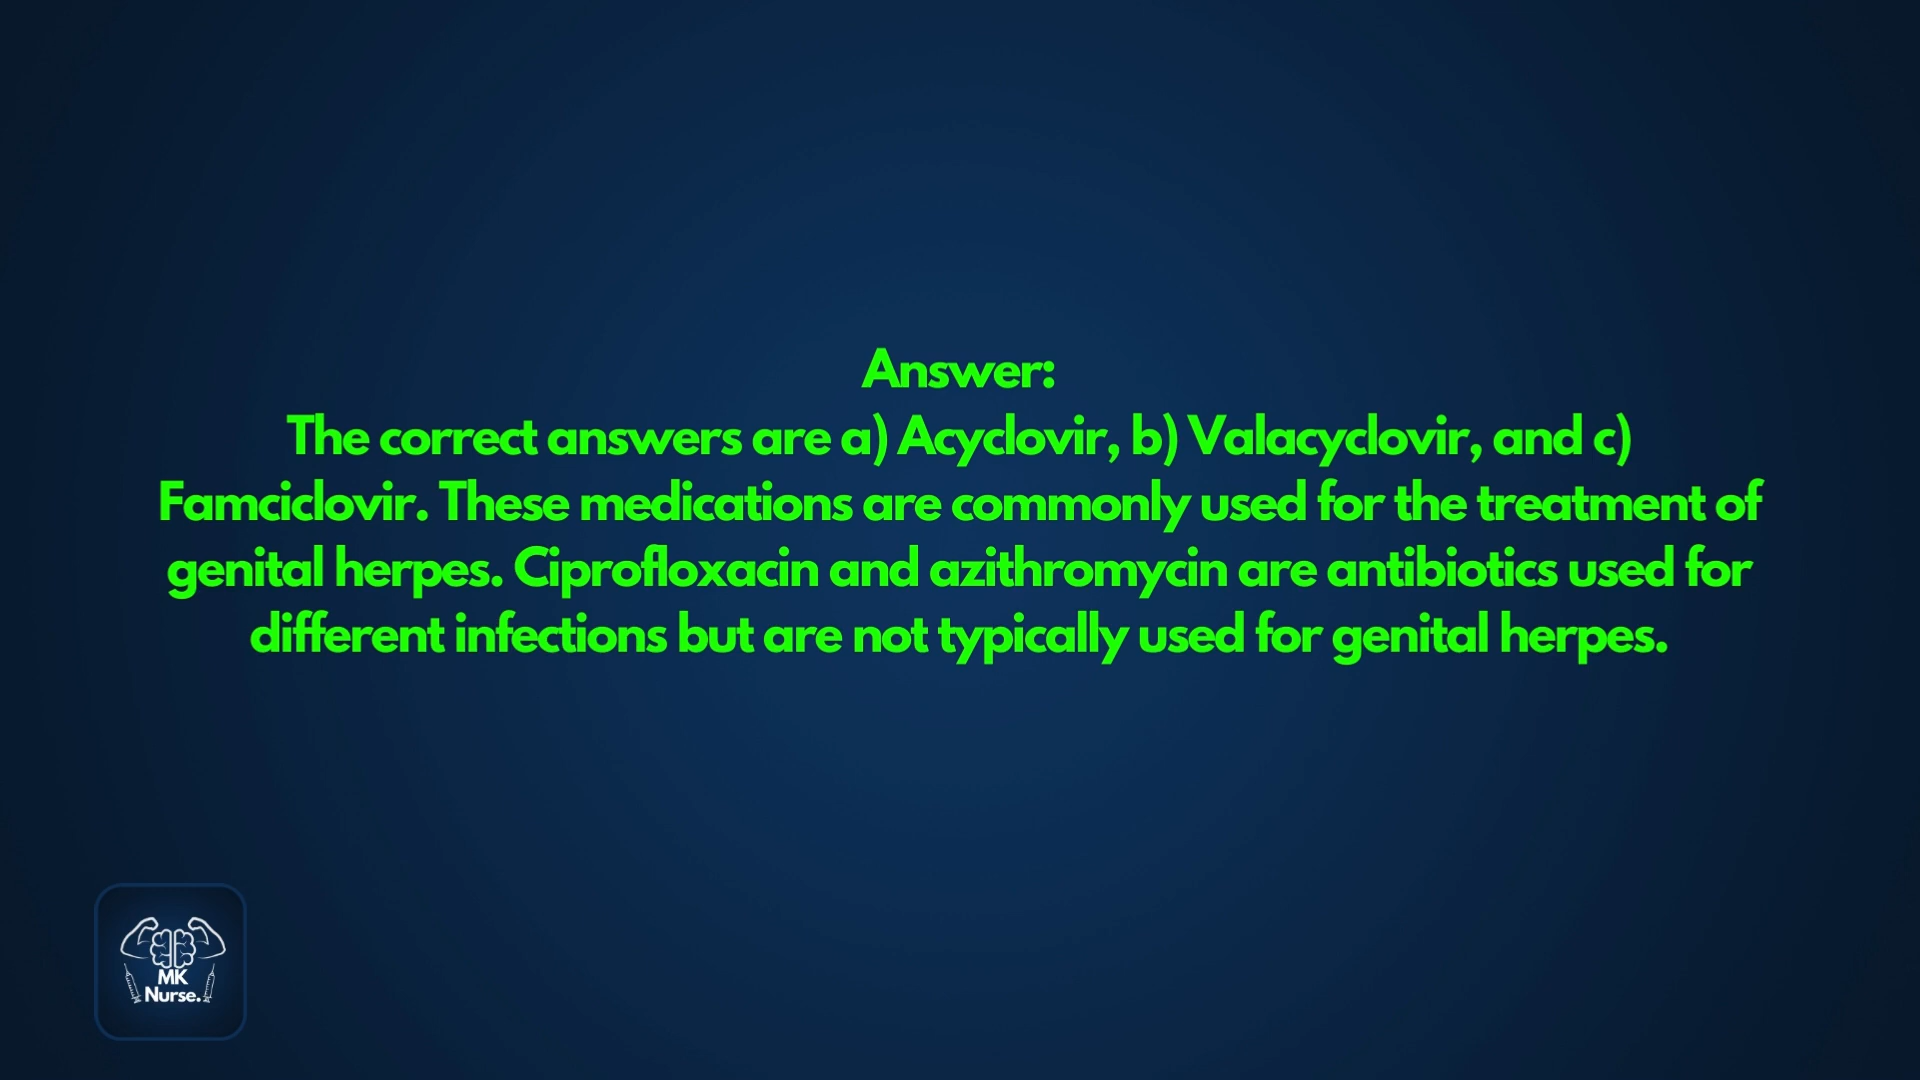 Answer:
The correct answers are a) Acyclovir, b) Valacyclovir, and c)
Famciclovir. These medications are commonly used for the treatment of
genital herpes. Ciprofloxacin and azithromycin are antibiotics used for
different infections but are not typically used for genital herpes.
MK
Nurse.